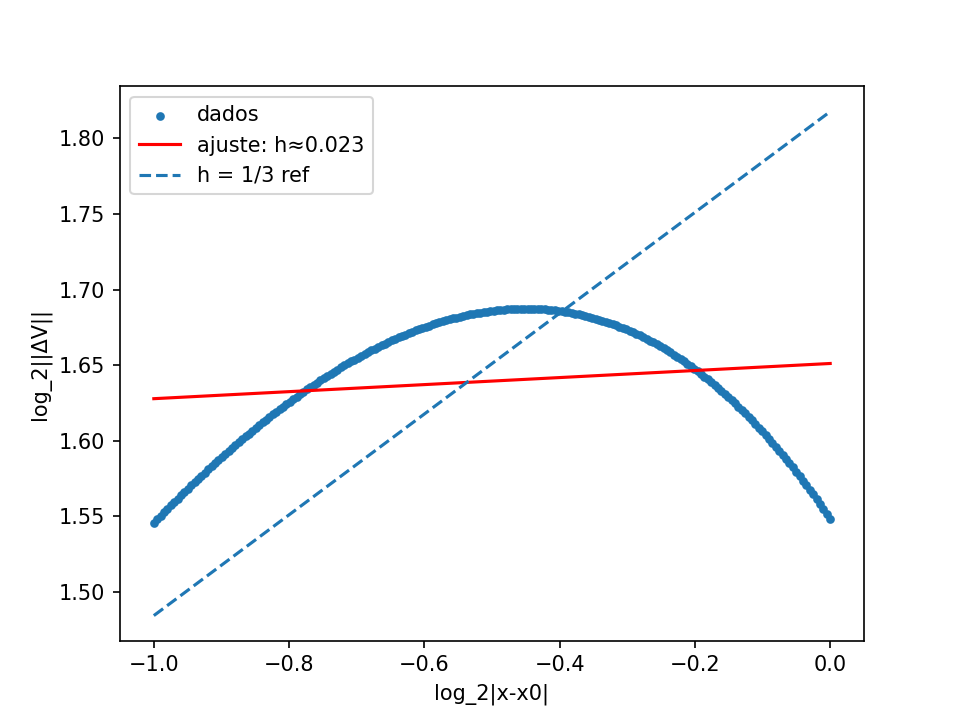 dados
ajuste: h≈0.023
h = 1/3 ref
1.80
1.75
1.70
1.65
1.60
1.55
1.50
log_2||ΔV||
−1.0 −0.8 −0.6 −0.4 −0.2 0.0
log_2|x-x0|